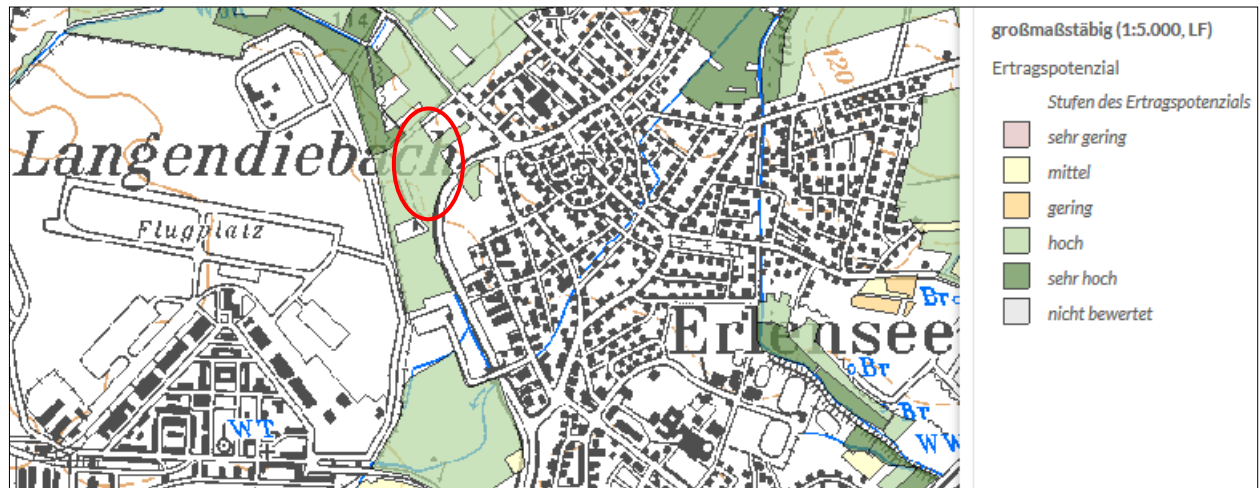 großmaßstäbig (1:5.000, LF)
Ertragspotenzial
Stufen des Ertragspotenzials
sehr gering
mittel
gering
hoch
sehr hoch
nicht bewertet
120
Langendiebach
Flugplatz
Erlensee
Br
Br
Br
WT
WW